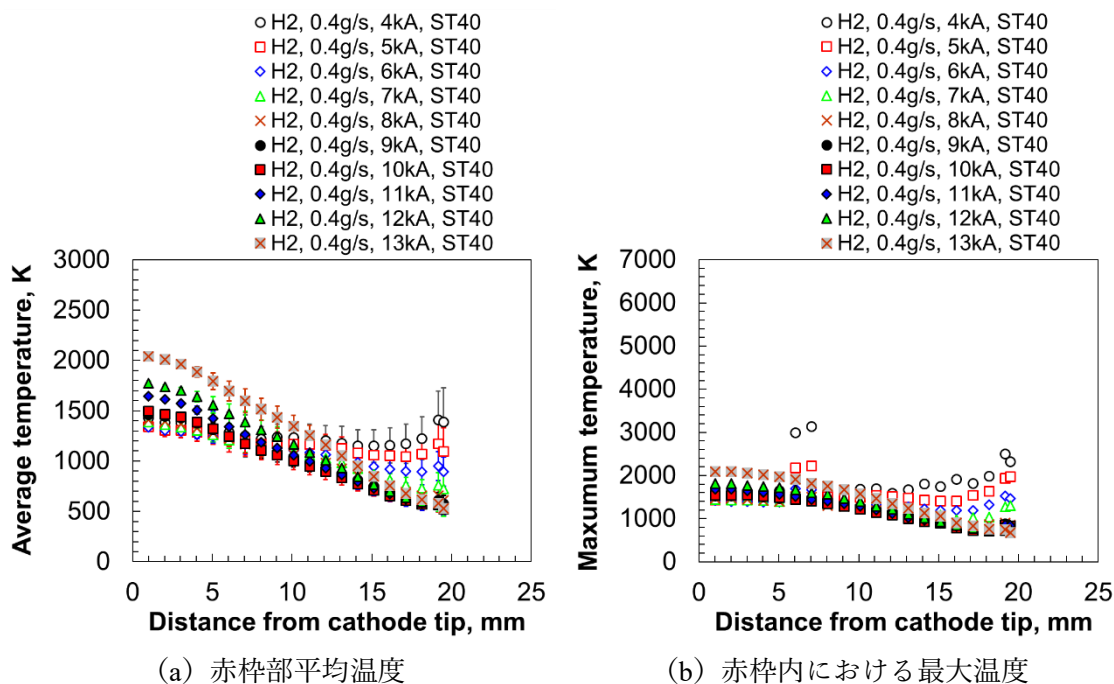 H2, 0.4g/s, 4kA, ST40
H2, 0.4g/s, 5kA, ST40
H2, 0.4g/s, 6kA, ST40
H2, 0.4g/s, 7kA, ST40
H2, 0.4g/s, 8kA, ST40
H2, 0.4g/s, 9kA, ST40
H2, 0.4g/s, 10kA, ST40
H2, 0.4g/s, 11kA, ST40
H2, 0.4g/s, 12kA, ST40
H2, 0.4g/s, 13kA, ST40
3000
2500
2000
1500
1000
500
0
Average temperature, K
0 5 10 15 20 25
Distance from cathode tip, mm
(a) 赤枠部平均温度
H2, 0.4g/s, 4kA, ST40
H2, 0.4g/s, 5kA, ST40
H2, 0.4g/s, 6kA, ST40
H2, 0.4g/s, 7kA, ST40
H2, 0.4g/s, 8kA, ST40
H2, 0.4g/s, 9kA, ST40
H2, 0.4g/s, 10kA, ST40
H2, 0.4g/s, 11kA, ST40
H2, 0.4g/s, 12kA, ST40
H2, 0.4g/s, 13kA, ST40
7000
6000
5000
4000
3000
2000
1000
0
Maxumum temperature, K
0 5 10 15 20 25
Distance from cathode tip, mm
(b) 赤枠内における最大温度